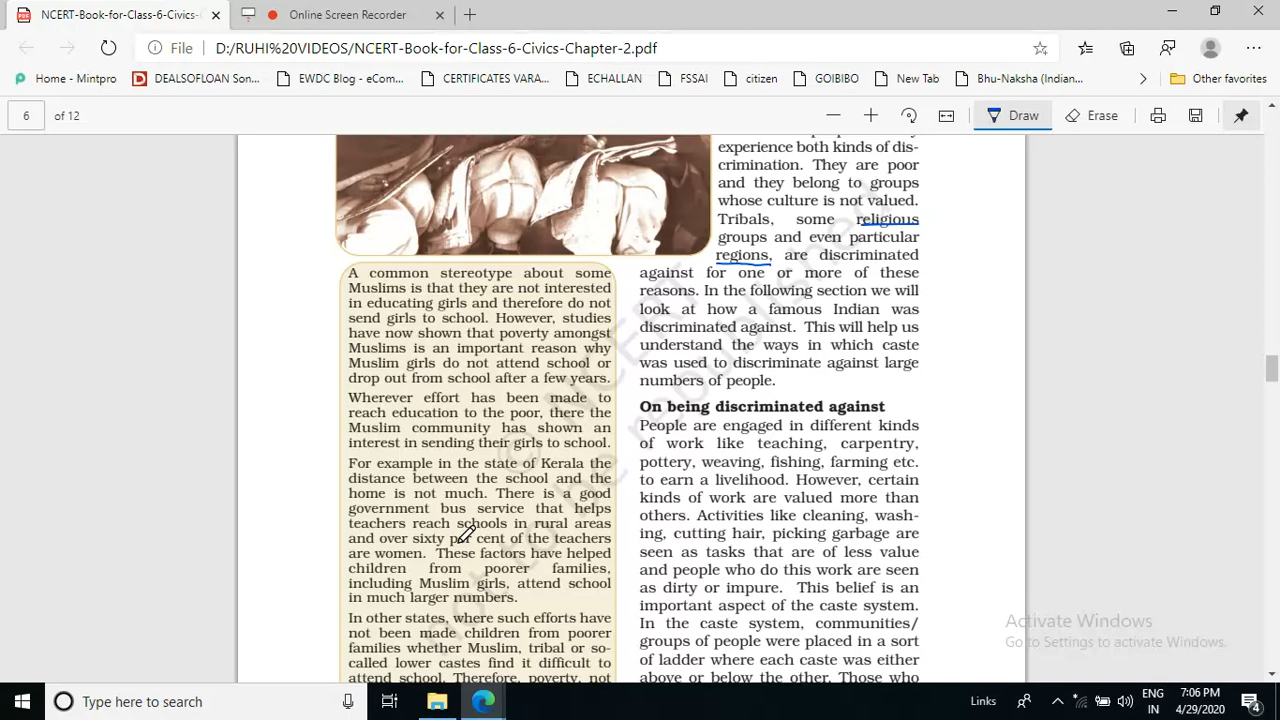 NCERT-Book-for-Class-6-Civics-
Online Screen Recorder
File
D:/RUHI%20VIDEOS/NCERT-Book-for-Class-6-Civics-Chapter-2.pdf
Home - Mintpro
DEALSOFLOAN Son...
EWDC Blog - eCom...
CERTIFICATES VARA...
ECHALLAN
FSSAI
citizen
GOIBIBO
New Tab
Bhu-Naksha (Indian...
Other favorites
6 of 12
Draw
Erase
experience both kinds of dis-
crimination. They are poor
and they belong to groups
whose culture is not valued.
Tribals, some religious
groups and even particular
regions, are discriminated
against for one or more of these
reasons. In the following section we will
look at how a famous Indian was
discriminated against. This will help us
understand the ways in which caste
was used to discriminate against large
numbers of people.
On being discriminated against
People are engaged in different kinds
of work like teaching, carpentry,
pottery, weaving, fishing, farming etc.
to earn a livelihood. However, certain
kinds of work are valued more than
others. Activities like cleaning, wash-
ing, cutting hair, picking garbage are
seen as tasks that are of less value
and people who do this work are seen
as dirty or impure. This belief is an
important aspect of the caste system.
In the caste system, communities/
groups of people were placed in a sort
of ladder where each caste was either
above or below the other. Those who
A common stereotype about some
Muslims is that they are not interested
in educating girls and therefore do not
send girls to school. However, studies
have now shown that poverty amongst
Muslims is an important reason why
Muslim girls do not attend school or
drop out from school after a few years.
Wherever effort has been made to
reach education to the poor, there the
Muslim community has shown an
interest in sending their girls to school.
For example in the state of Kerala the
distance between the school and the
home is not much. There is a good
government bus service that helps
teachers reach schools in rural areas
and over sixty per cent of the teachers
are women. These factors have helped
children from poorer families,
including Muslim girls, attend school
in much larger numbers.
In other states, where such efforts have
not been made children from poorer
families whether Muslim, tribal or so-
called lower castes find it difficult to
attend school. Therefore, poverty, not
© NCERT
not to be republished
Activate Windows
Go to Settings to activate Windows.
Type here to search
Links
ENG
IN
7:06 PM
4/29/2020
4